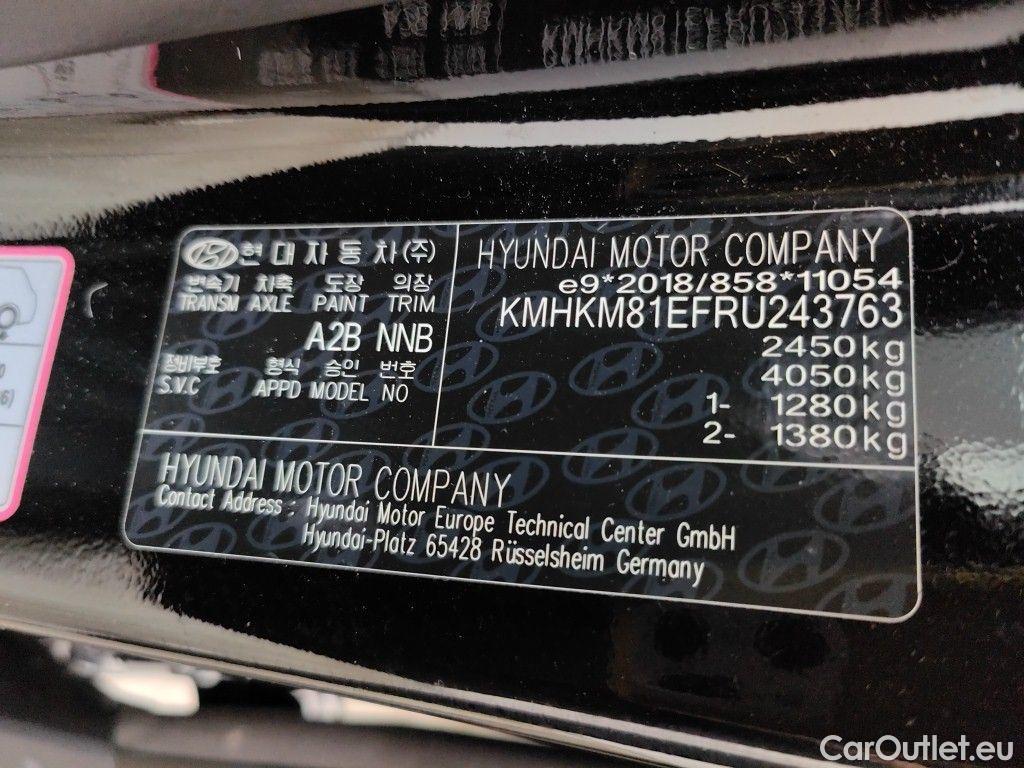 현대자동차(주)
변속기 차축 도장 의장
TRANSM AXLE PAINT TRIM
A2B NNB
정비부호 형식 승인 번호
S.V.C APPD MODEL NO
HYUNDAI MOTOR COMPANY
e9*2018/858*11054
KMHKM81EFRU243763
2450kg
4050kg
1- 1280kg
2- 1380kg
HYUNDAI MOTOR COMPANY
Contact Address : Hyundai Motor Europe Technical Center GmbH
Hyundai-Platz 65428 Rüsselsheim Germany
CarOutlet.eu